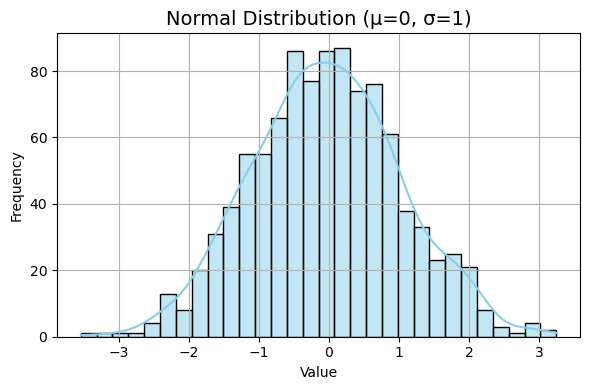 Normal Distribution (μ=0, σ=1)
Frequency
80
60
40
20
0
−3 −2 −1 0 1 2 3
Value